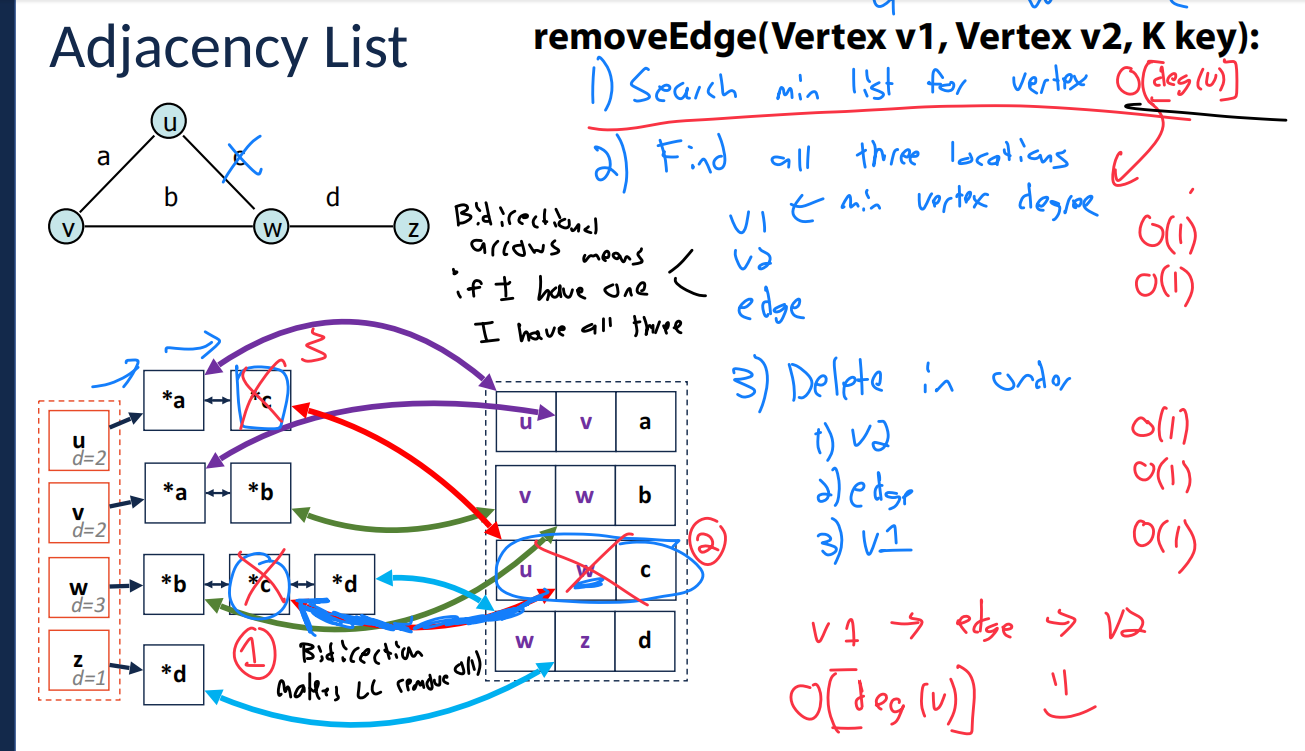 Adjacency List
removeEdge(Vertex v1, Vertex v2, K key):
1) Search min list for vertex O[deg(v)]
2) Find all three locations
v1 ← min vertex degree O(1)
v2 O(1)
edge
Bidirectional
arrows means
if I have one
I have all three
u
a
c
b
d
v
w
z
3) Delete in order
1) v2 O(1)
2) edge O(1)
3) v1 O(1)
v1 → edge → v2
O[deg(v)]
3
u
d=2
*a
*c
v
d=2
*a
*b
w
d=3
*b
*c
*d
z
d=1
*d
u v a
v w b
u w c
w z d
2
1
Bidirection
makes LL remove O(1)